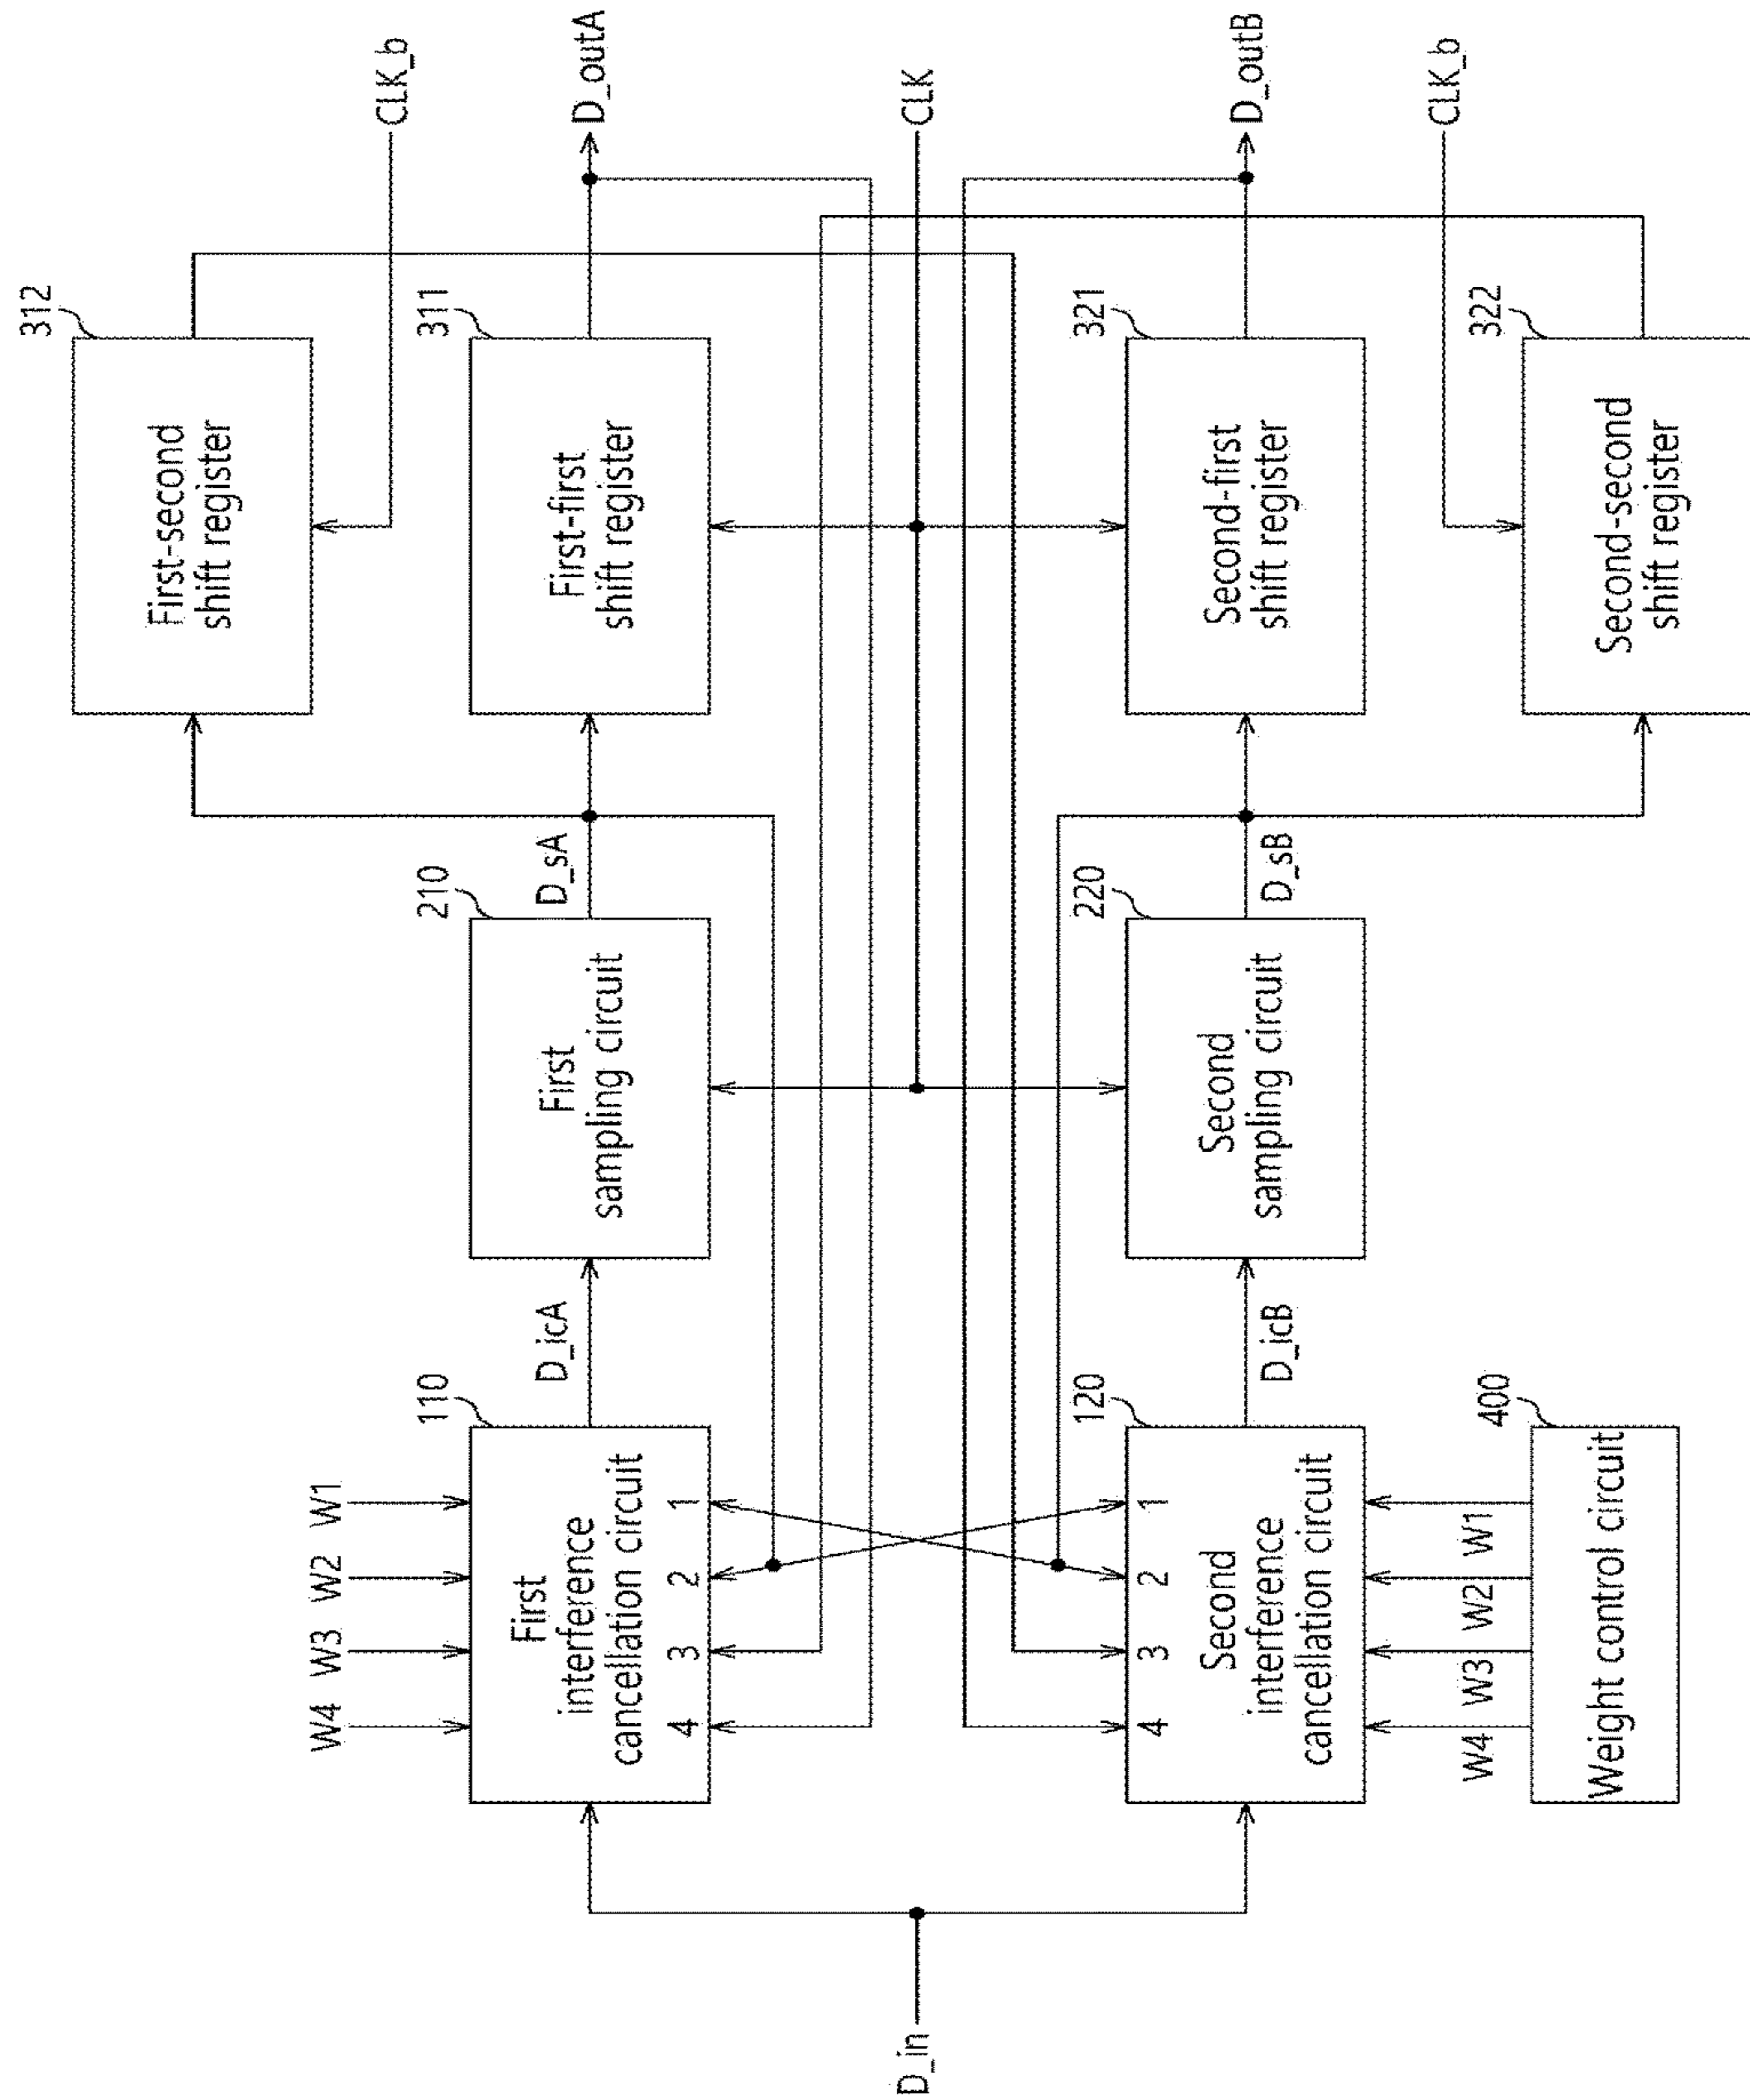 312
First-second
shift register
CLK_b
311
First-first
shift register
D_outA
W4
W3
W2
W1
110
First
interference
cancellation circuit
4
3
2
1
D_icA
210
First
sampling circuit
D_sA
D_in
CLK
120
4
3
2
1
Second
interference
cancellation circuit
D_icB
220
Second
sampling circuit
D_sB
321
Second-first
shift register
D_outB
W4
W3
W2
W1
400
Weight control circuit
322
Second-second
shift register
CLK_b